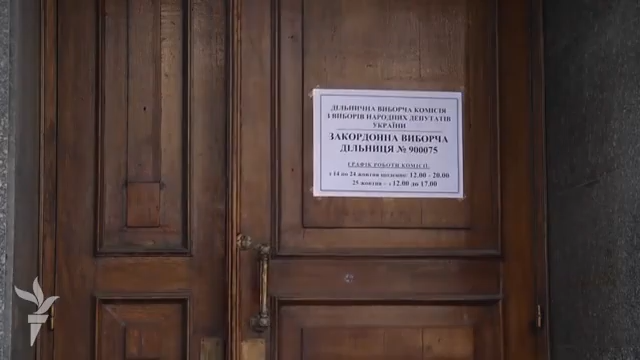 ДІЛЬНИЧНА ВИБОРЧА КОМІСІЯ
З ВИБОРІВ НАРОДНИХ ДЕПУТАТІВ
УКРАЇНИ
ЗАКОРДОННА ВИБОРЧА
ДІЛЬНИЦЯ № 900075
ГРАФІК РОБОТИ КОМІСІЇ:
з 14 по 24 жовтня щоденно: 12.00 - 20.00
25 жовтня – з 12.00 до 17.00